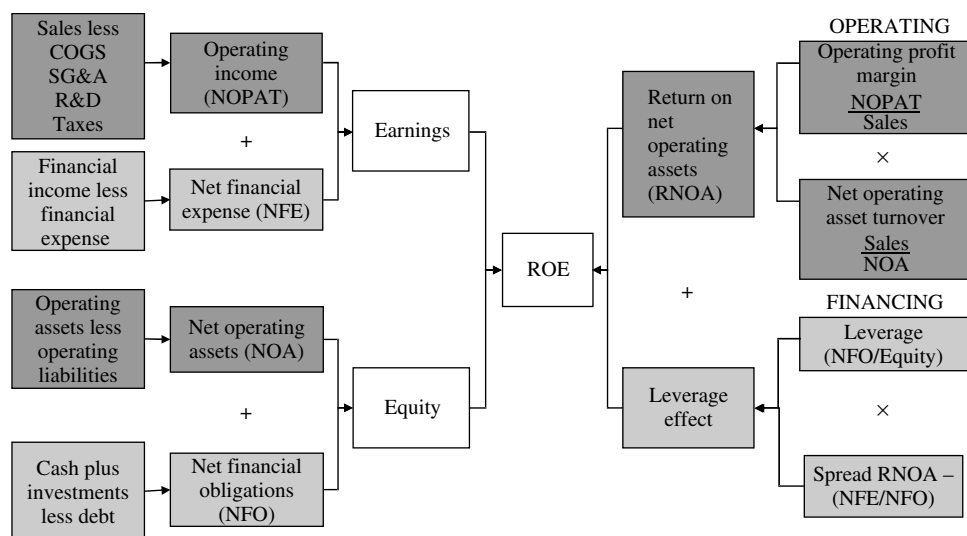 Sales less
COGS
SG&A
R&D
Taxes
Operating
income
(NOPAT)
+
Financial
income less
financial
expense
Net financial
expense (NFE)
Earnings
Operating
assets less
operating
liabilities
Net operating
assets (NOA)
+
Cash plus
investments
less debt
Net financial
obligations
(NFO)
Equity
ROE
Return on
net
operating
assets
(RNOA)
+
Leverage
effect
OPERATING
Operating profit
margin
NOPAT
Sales
×
Net operating
asset turnover
Sales
NOA
FINANCING
Leverage
(NFO/Equity)
×
Spread RNOA –
(NFE/NFO)